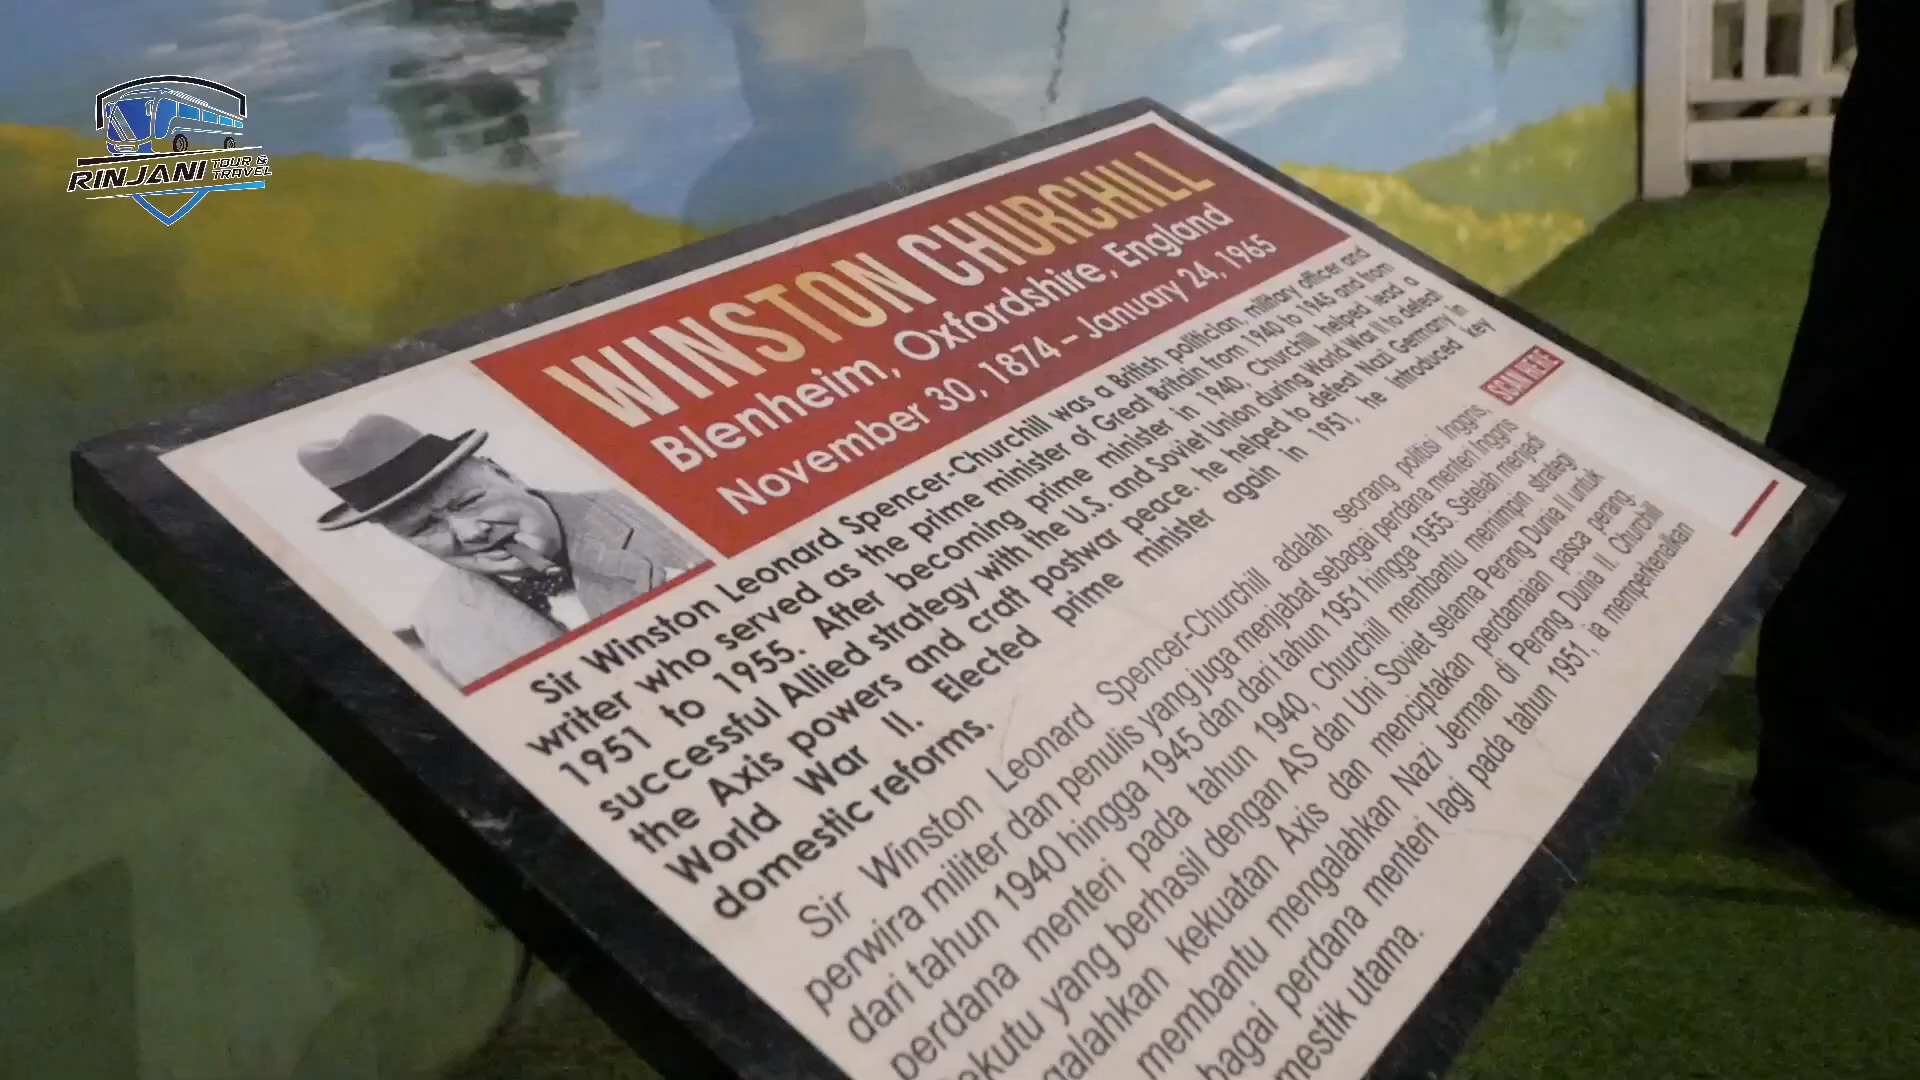 RINJANI TOUR & TRAVEL
WINSTON CHURCHILL
Blenheim, Oxfordshire, England
November 30, 1874 – January 24, 1965
Sir Winston Leonard Spencer-Churchill was a British politician, military officer and
writer who served as the prime minister of Great Britain from 1940 to 1945 and from
1951 to 1955. After becoming prime minister in 1940, Churchill helped lead a
successful Allied strategy with the U.S. and Soviet Union during World War II to defeat
the Axis powers and craft postwar peace. he helped to defeat Nazi Germany in
World War II. Elected prime minister again in 1951, he introduced key
domestic reforms.
SCAN HERE
Sir Winston Leonard Spencer-Churchill adalah seorang politisi Inggris,
perwira militer dan penulis yang juga menjabat sebagai perdana menteri Inggris
dari tahun 1940 hingga 1945 dan dari tahun 1951 hingga 1955. Setelah menjadi
perdana menteri pada tahun 1940, Churchill membantu memimpin strategi
ekutu yang berhasil dengan AS dan Uni Soviet selama Perang Dunia II untuk
galahkan kekuatan Axis dan menciptakan perdamaian pasca perang.
membantu mengalahkan Nazi Jerman di Perang Dunia II. Churchill
bagai perdana menteri lagi pada tahun 1951, ia memperkenalkan
mestik utama.